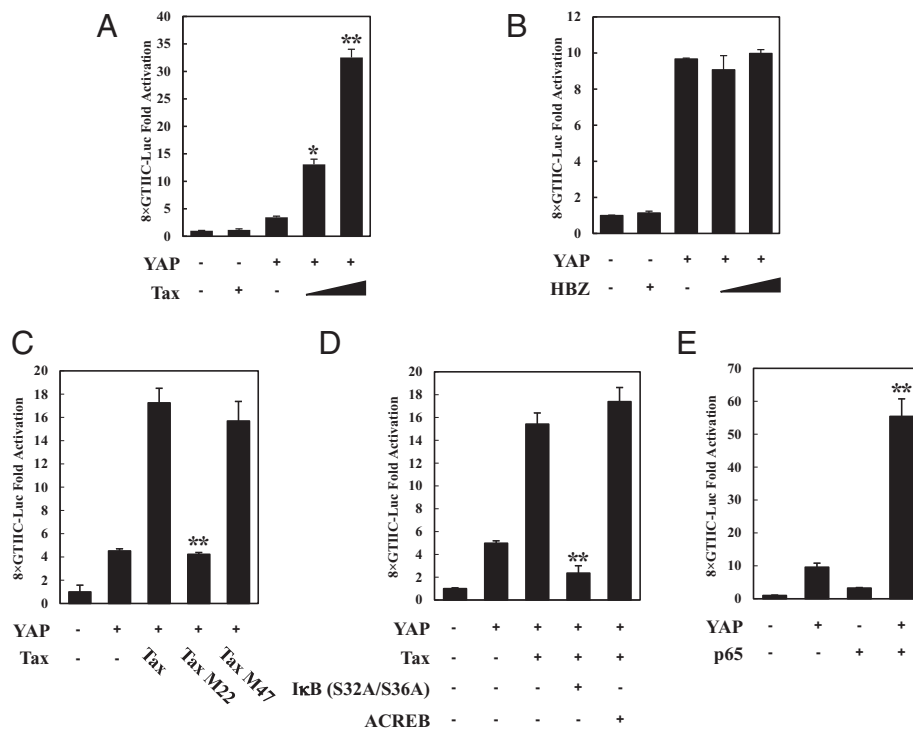 A
8×GTIIC-Luc Fold Activation
40
35
30
25
20
15
10
5
0
*
**
YAP - - + + +
Tax - + -
B
8×GTIIC-Luc Fold Activation
12
10
8
6
4
2
0
YAP - - + + +
HBZ - + -
C
8×GTIIC-Luc Fold Activation
20
18
16
14
12
10
8
6
4
2
0
**
YAP - + + + +
Tax - - Tax Tax M22 Tax M47
D
8×GTIIC-Luc Fold Activation
20
18
16
14
12
10
8
6
4
2
0
**
YAP - + + + +
Tax - - + + +
IκB (S32A/S36A) - - - + -
ACREB - - - - +
E
8×GTIIC-Luc Fold Activation
70
60
50
40
30
20
10
0
**
YAP - + - +
p65 - - + +